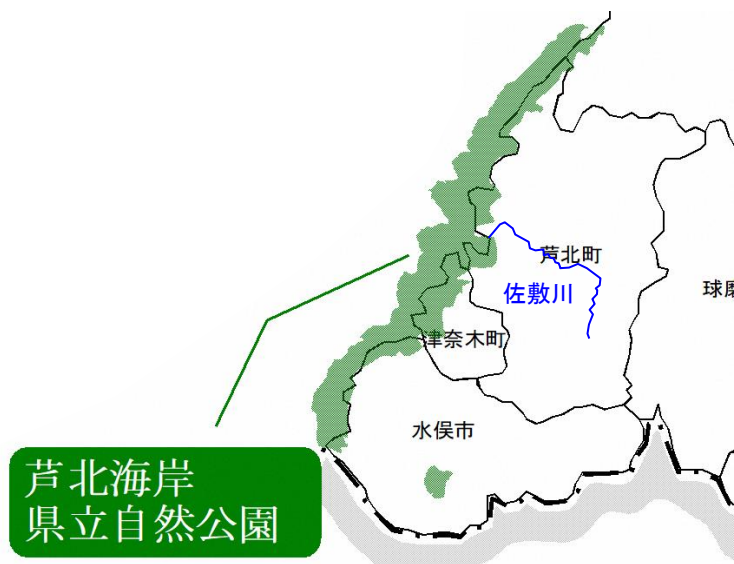 芦北町
佐敷川
球磨
津奈木町
水俣市
芦北海岸
県立自然公園